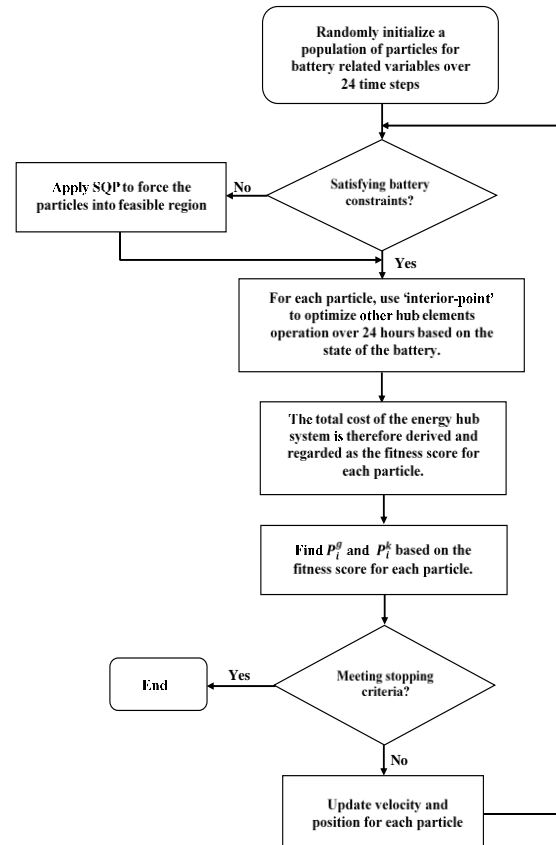 Randomly initialize a
population of particles for
battery related variables over
24 time steps
Satisfying battery
constraints?
No
Apply SQP to force the
particles into feasible region
Yes
For each particle, use ‘interior-point’
to optimize other hub elements
operation over 24 hours based on the
state of the battery.
The total cost of the energy hub
system is therefore derived and
regarded as the fitness score for
each particle.
Find $P_i^g$ and $P_i^k$ based on the
fitness score for each particle.
Meeting stopping
criteria?
Yes
End
No
Update velocity and
position for each particle